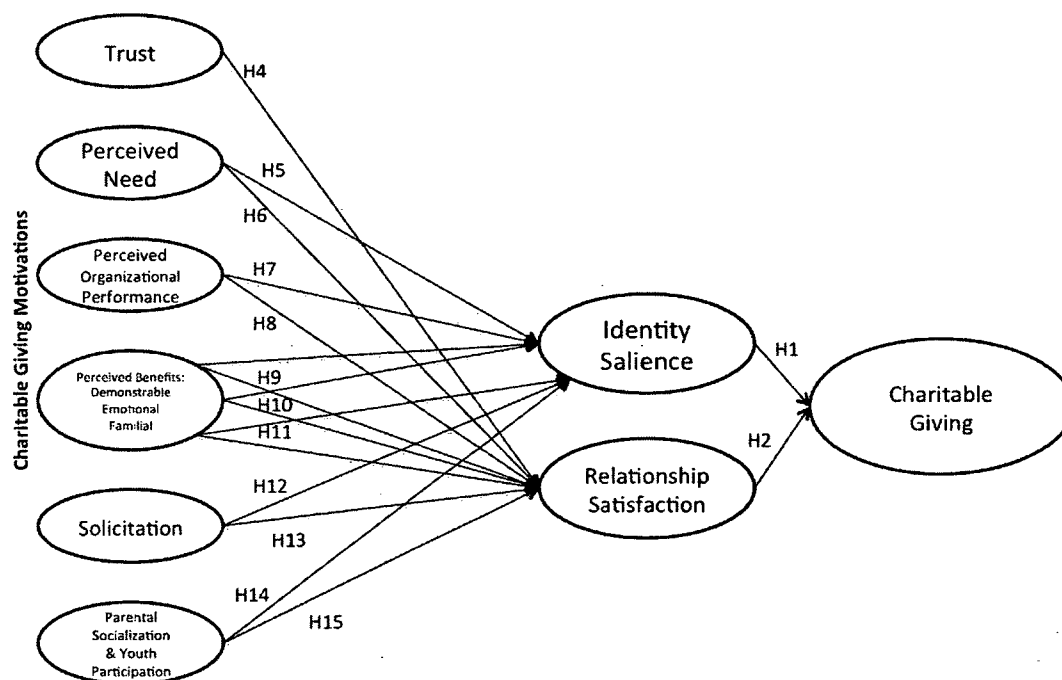 Charitable Giving Motivations
Trust
Perceived
Need
Perceived
Organizational
Performance
Perceived Benefits:
Demonstrable
Emotional
Familial
Solicitation
Parental
Socialization
& Youth
Participation
H4
H5
H6
H7
H8
H9
H10
H11
H12
H13
H14
H15
Identity
Salience
Relationship
Satisfaction
H1
H2
Charitable
Giving